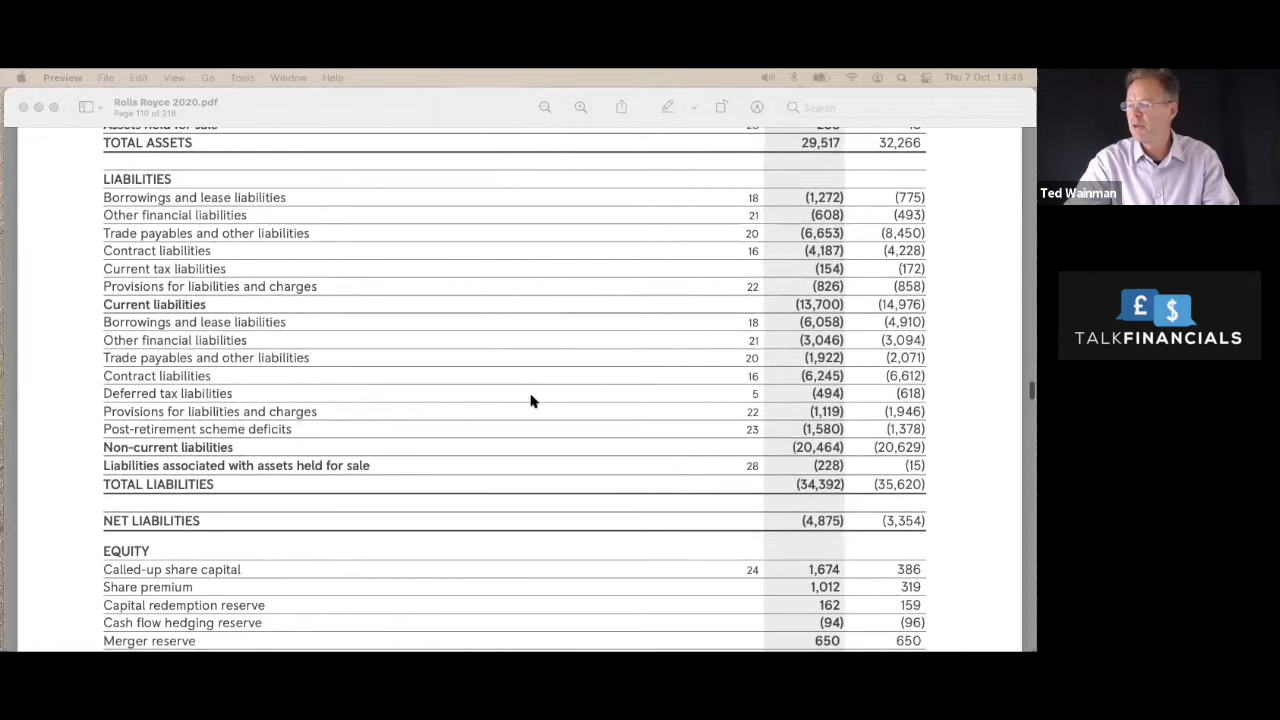 Preview File Edit View Go Tools Window Help Thu 7 Oct 13:43
Rolls Royce 2020.pdf
Page 110 of 218
Search
Assets held for sale
TOTAL ASSETS 29,517 32,266
LIABILITIES
Borrowings and lease liabilities 18 (1,272) (775)
Other financial liabilities 21 (608) (493)
Trade payables and other liabilities 20 (6,653) (8,450)
Contract liabilities 16 (4,187) (4,228)
Current tax liabilities (154) (172)
Provisions for liabilities and charges 22 (826) (858)
Current liabilities (13,700) (14,976)
Borrowings and lease liabilities 18 (6,058) (4,910)
Other financial liabilities 21 (3,046) (3,094)
Trade payables and other liabilities 20 (1,922) (2,071)
Contract liabilities 16 (6,245) (6,612)
Deferred tax liabilities 5 (494) (618)
Provisions for liabilities and charges 22 (1,119) (1,946)
Post-retirement scheme deficits 23 (1,580) (1,378)
Non-current liabilities (20,464) (20,629)
Liabilities associated with assets held for sale 28 (228) (15)
TOTAL LIABILITIES (34,392) (35,620)
NET LIABILITIES (4,875) (3,354)
EQUITY
Called-up share capital 24 1,674 386
Share premium 1,012 319
Capital redemption reserve 162 159
Cash flow hedging reserve (94) (96)
Merger reserve 650 650
Ted Wainman
£ $
TALKFINANCIALS